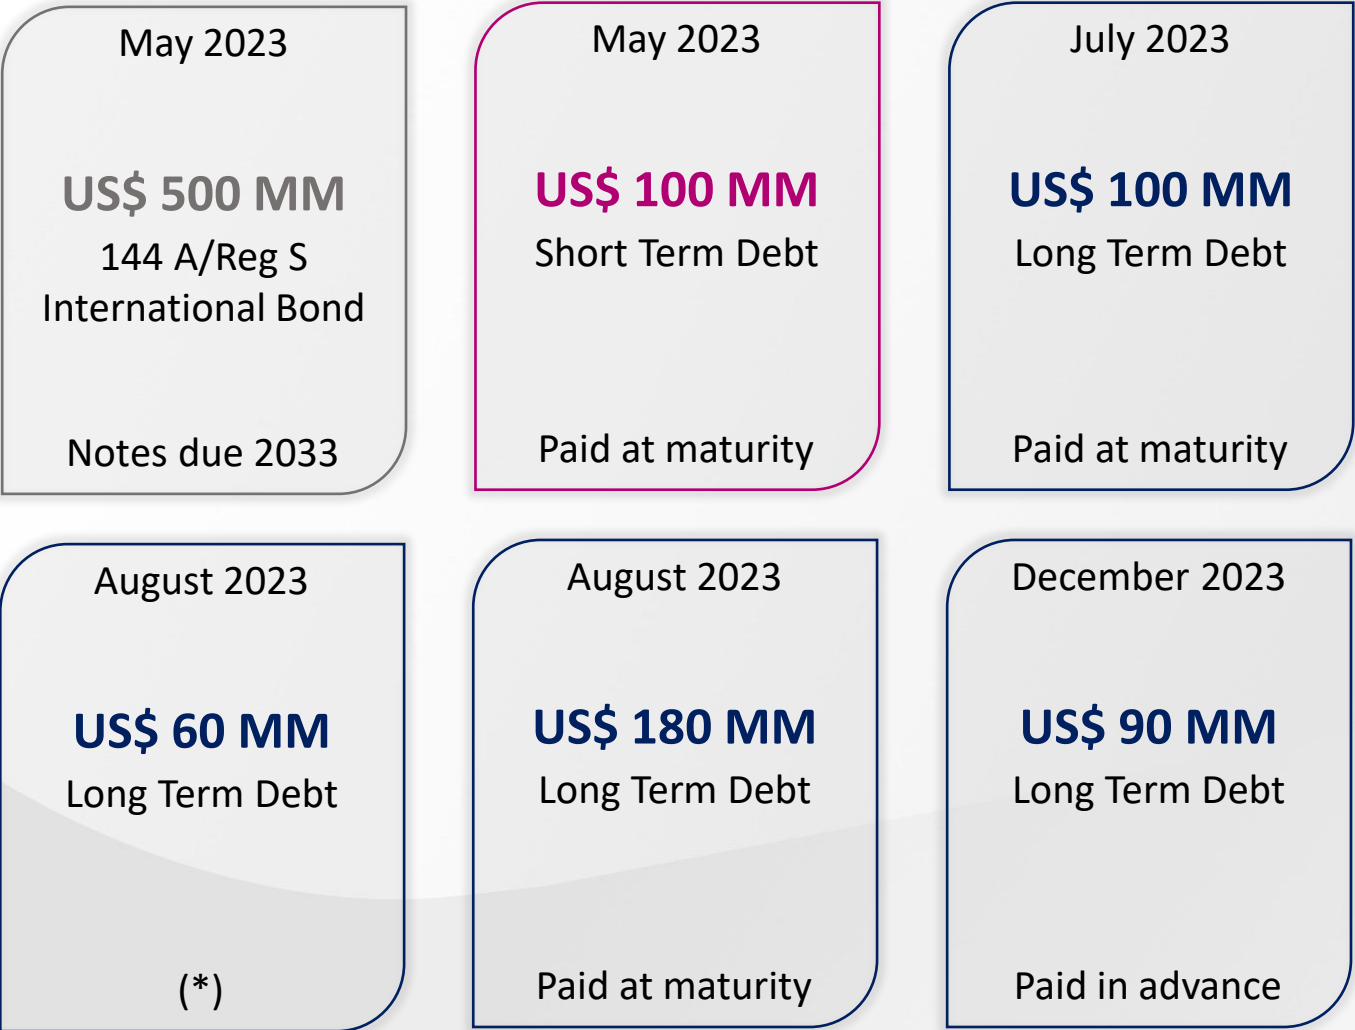 May 2023
US$ 500 MM
144 A/Reg S
International Bond
Notes due 2033
May 2023
US$ 100 MM
Short Term Debt
Paid at maturity
July 2023
US$ 100 MM
Long Term Debt
Paid at maturity
August 2023
US$ 60 MM
Long Term Debt
(*)
August 2023
US$ 180 MM
Long Term Debt
Paid at maturity
December 2023
US$ 90 MM
Long Term Debt
Paid in advance